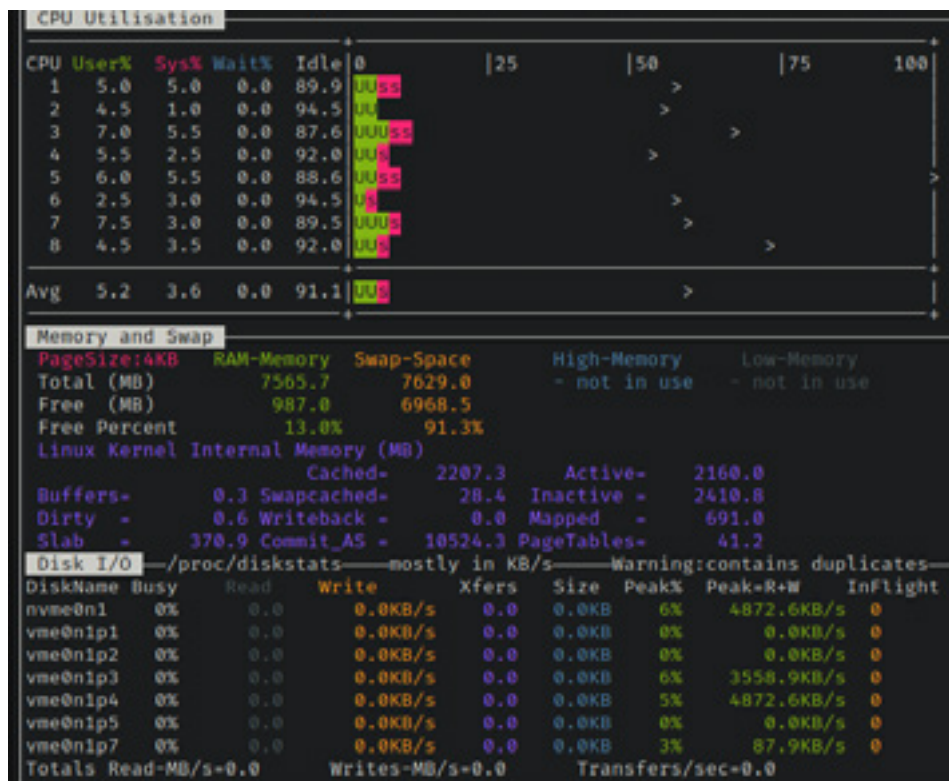 CPU Utilisation
CPU User% Sys% Wait% Idle|0 |25 |50 |75 100|
1 5.0 5.0 0.0 89.9|UUss >
2 4.5 1.0 0.0 94.5|UU >
3 7.0 5.5 0.0 87.6|UUUss >
4 5.5 2.5 0.0 92.0|UUs >
5 6.0 5.5 0.0 88.6|UUss >
6 2.5 3.0 0.0 94.5|Us >
7 7.5 3.0 0.0 89.5|UUUs >
8 4.5 3.5 0.0 92.0|UUs >
Avg 5.2 3.6 0.0 91.1|UUs >
Memory and Swap
PageSize:4KB RAM-Memory Swap-Space High-Memory Low-Memory
Total (MB) 7565.7 7629.0 - not in use - not in use
Free (MB) 987.0 6968.5
Free Percent 13.0% 91.3%
Linux Kernel Internal Memory (MB)
Cached= 2207.3 Active= 2160.0
Buffers= 0.3 Swapcached= 28.4 Inactive = 2410.8
Dirty = 0.6 Writeback = 0.0 Mapped = 691.0
Slab = 370.9 Commit_AS = 10524.3 PageTables= 41.2
Disk I/O /proc/diskstats mostly in KB/s Warning:contains duplicates
DiskName Busy Read Write Xfers Size Peak% Peak=R+W InFlight
nvme0n1 0% 0.0 0.0KB/s 0.0 0.0KB 6% 4872.6KB/s 0
vme0n1p1 0% 0.0 0.0KB/s 0.0 0.0KB 0% 0.0KB/s 0
vme0n1p2 0% 0.0 0.0KB/s 0.0 0.0KB 0% 0.0KB/s 0
vme0n1p3 0% 0.0 0.0KB/s 0.0 0.0KB 6% 3558.9KB/s 0
vme0n1p4 0% 0.0 0.0KB/s 0.0 0.0KB 5% 4872.6KB/s 0
vme0n1p5 0% 0.0 0.0KB/s 0.0 0.0KB 0% 0.0KB/s 0
vme0n1p7 0% 0.0 0.0KB/s 0.0 0.0KB 3% 87.9KB/s 0
Totals Read-MB/s=0.0 Writes-MB/s=0.0 Transfers/sec=0.0